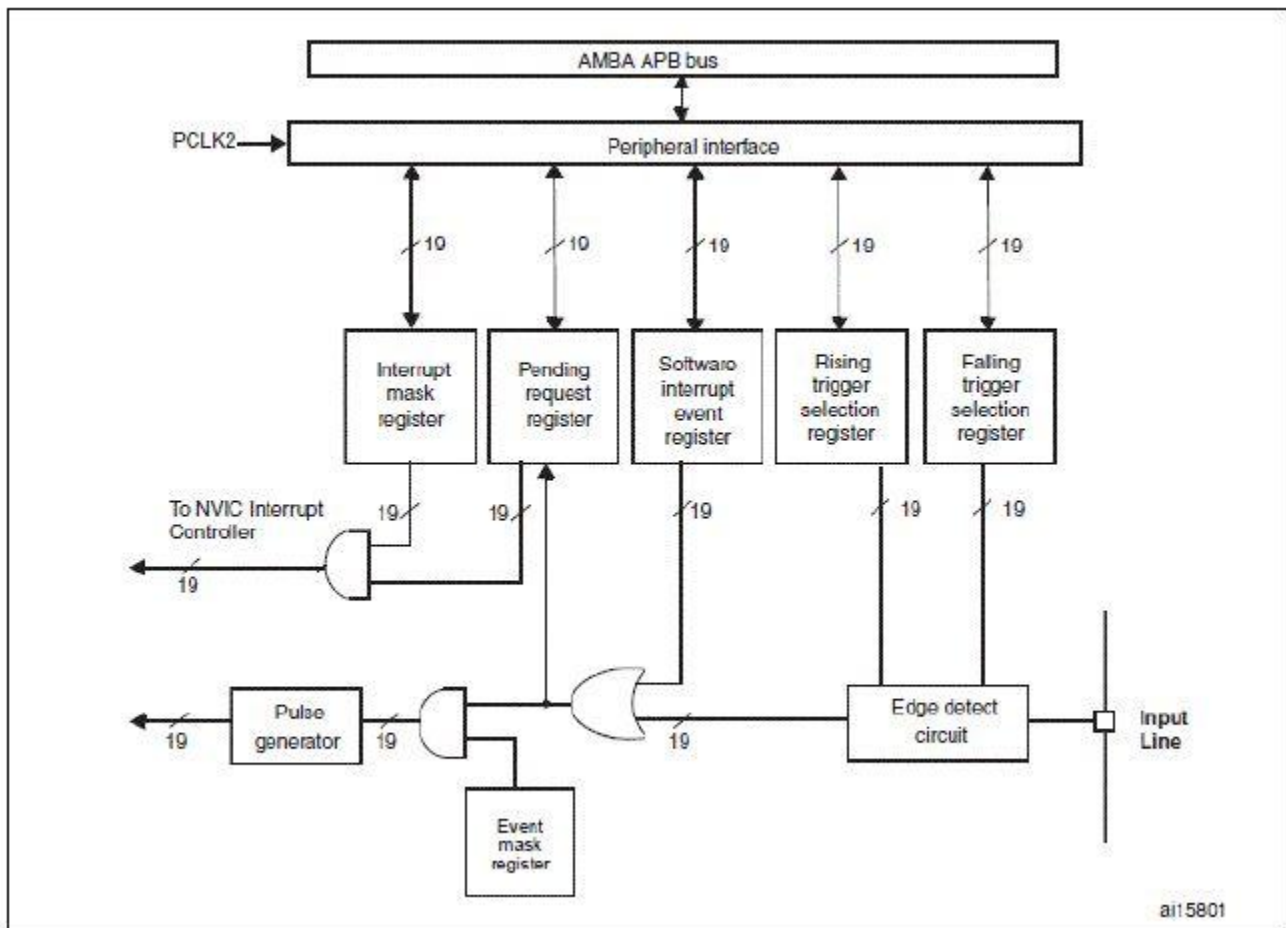 AMBA APB bus
PCLK2
Peripheral interface
19
19
19
19
19
Interrupt
mask
register
Pending
request
register
Software
interrupt
event
register
Rising
trigger
selection
register
Falling
trigger
selection
register
To NVIC Interrupt
Controller
19
19
19
19
19
19
Pulse
generator
19
19
19
Edge detect
circuit
Input
Line
Event
mask
register
ai15801